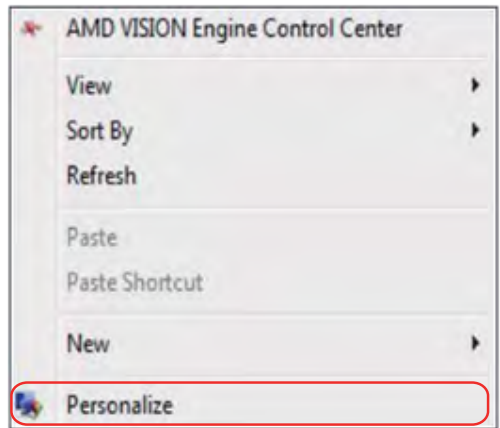 AMD VISION Engine Control Center
View
Sort By
Refresh
Paste
Paste Shortcut
New
Personalize